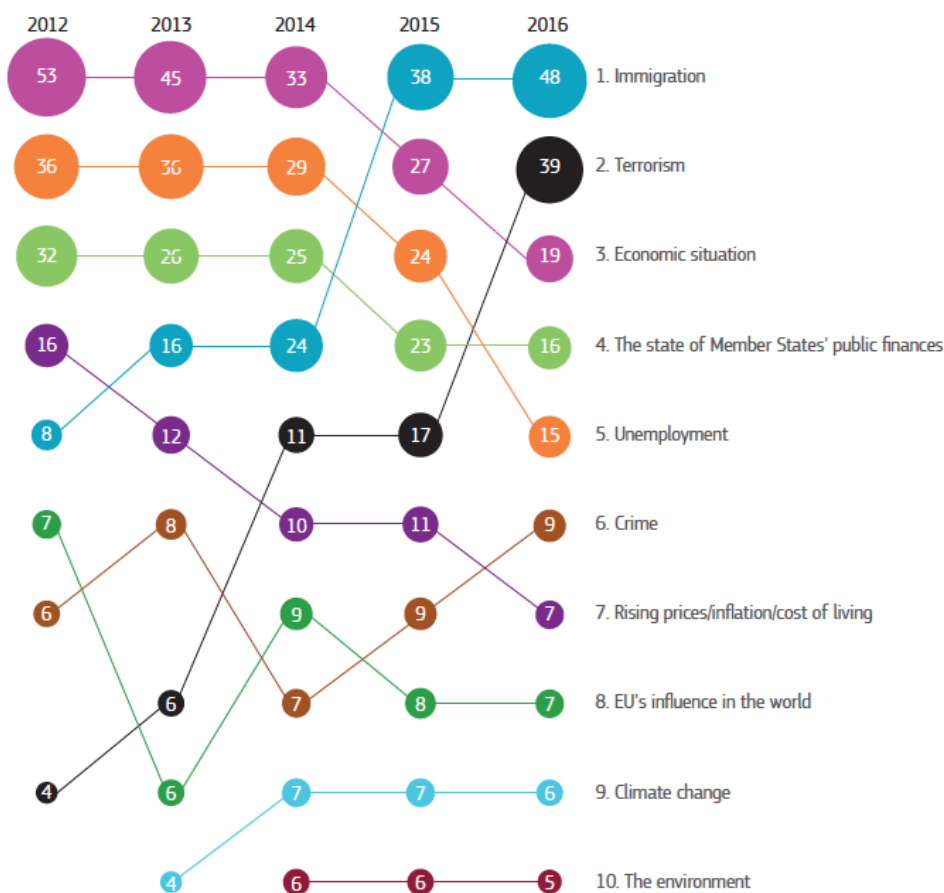 2012 2013 2014 2015 2016
53 45 33 38 48 1. Immigration
36 36 29 27 39 2. Terrorism
32 26 25 24 19 3. Economic situation
16 16 24 23 16 4. The state of Member States' public finances
8 12 11 17 15 5. Unemployment
7 8 10 11 9 6. Crime
6 9 9 7 7. Rising prices/inflation/cost of living
6 7 8 7 8. EU's influence in the world
4 6 7 7 6 9. Climate change
4 6 6 5 10. The environment